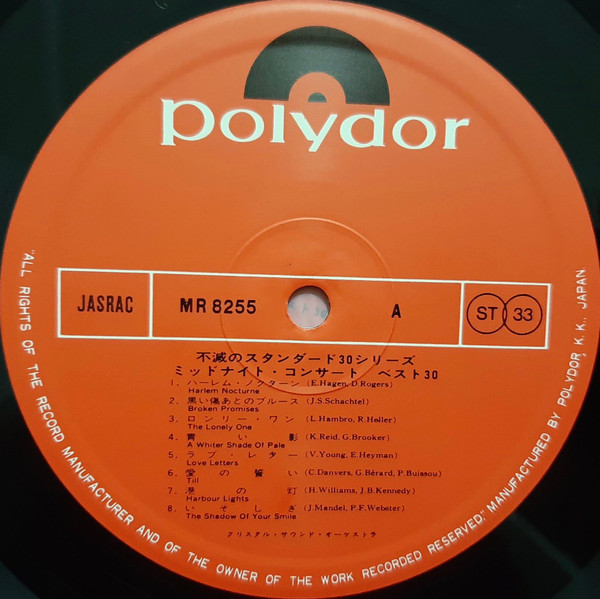 polydor
JASRAC
MR 8255
A
ST 33
不滅のスタンダード30シリーズ
ミッドナイト・コンサート ベスト30
1. ハーレム・ノクターン (E.Hagen, D.Rogers)
Harlem Nocturne
2. 黒い傷あとのブルース (J.S.Schachtel)
Broken Promises
3. ロンリー・ワン (L.Hambro, R.Heller)
The Lonely One
4. 青い影 (K.Reid, G.Brooker)
A Whiter Shade Of Pale
5. ラブ・レター (V.Young, E.Heyman)
Love Letters
6. 愛の誓い (C.Danvers, G.Bérard, P.Buissou)
Till
7. 港の灯 (H.Williams, J.B.Kennedy)
Harbour Lights
8. いそしぎ (J.Mandel, P.F.Webster)
The Shadow Of Your Smile
クリスタル・サウンド・オーケストラ
"ALL RIGHTS OF THE RECORD MANUFACTURER AND OF THE OWNER OF THE WORK RECORDED RESERVED." MANUFACTURED BY POLYDOR K. K., JAPAN.